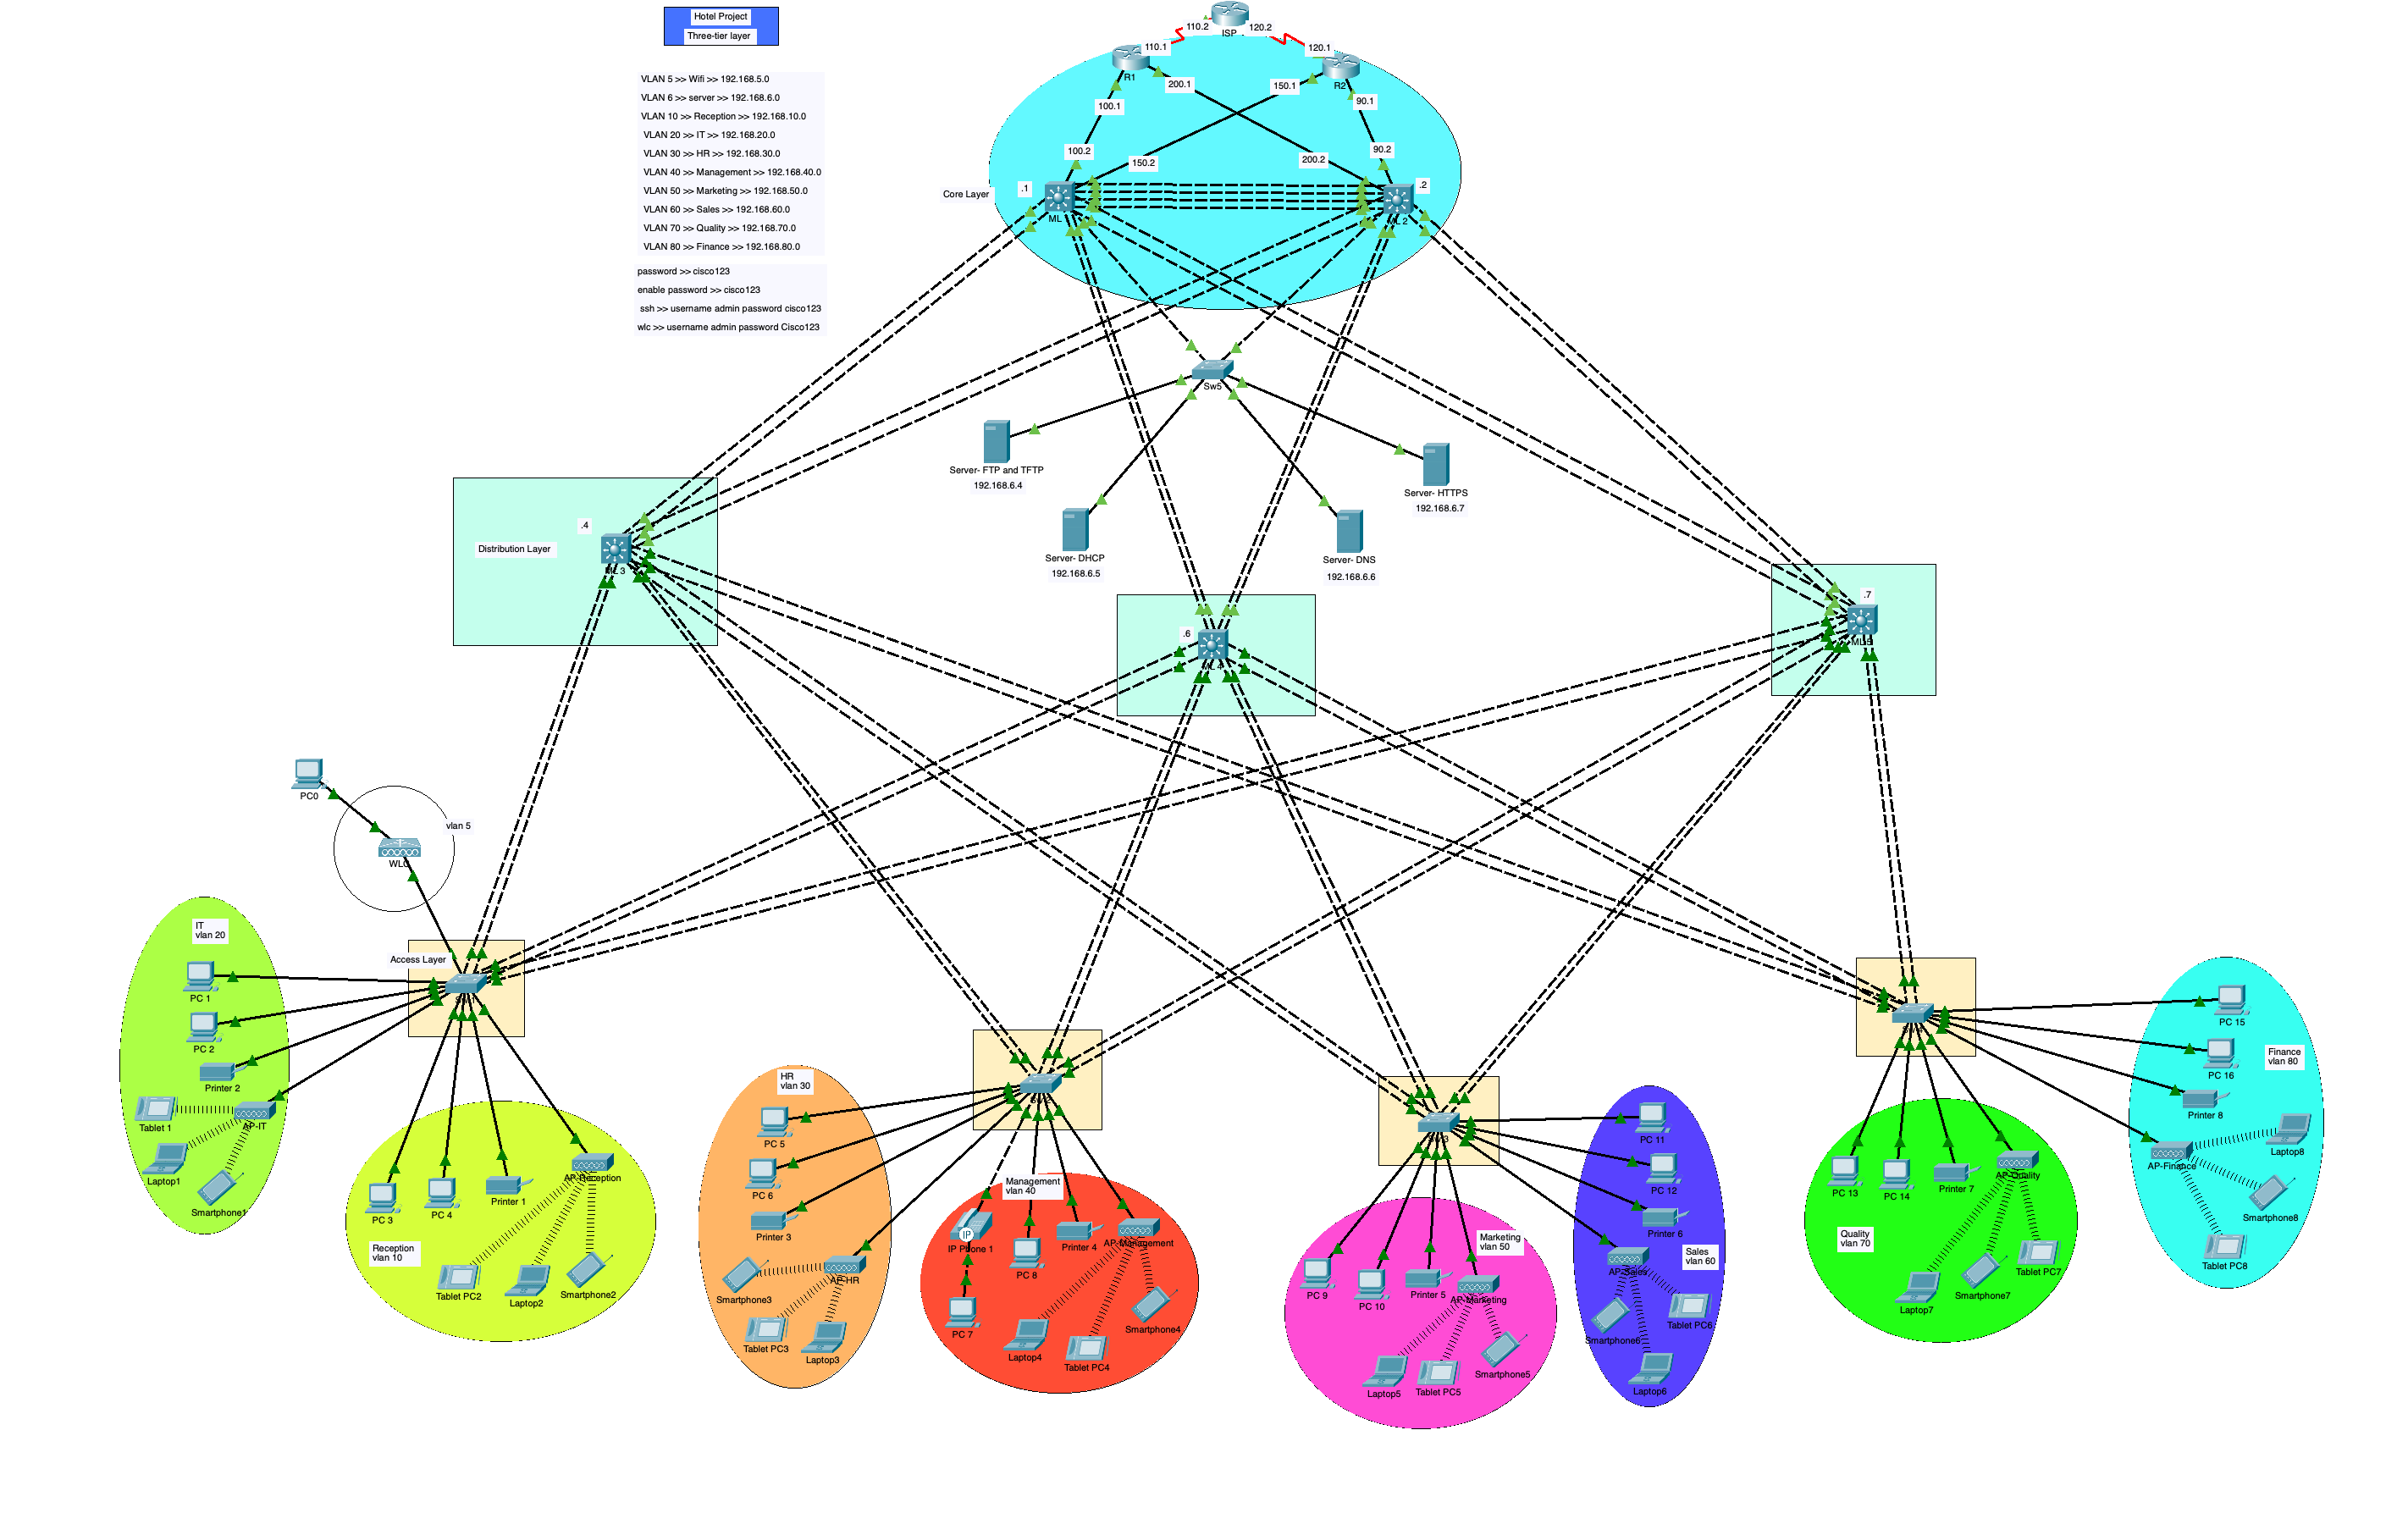 Hotel Project
Three-tier layer
VLAN 5 >> Wifi >> 192.168.5.0
VLAN 6 >> server >> 192.168.6.0
VLAN 10 >> Reception >> 192.168.10.0
VLAN 20 >> IT >> 192.168.20.0
VLAN 30 >> HR >> 192.168.30.0
VLAN 40 >> Management >> 192.168.40.0
VLAN 50 >> Marketing >> 192.168.50.0
VLAN 60 >> Sales >> 192.168.60.0
VLAN 70 >> Quality >> 192.168.70.0
VLAN 80 >> Finance >> 192.168.80.0
password >> cisco123
enable password >> cisco123
ssh >> username admin password cisco123
wlc >> username admin password Cisco123
ISP
110.2
120.2
110.1
120.1
R1
R2
200.1
150.1
100.1
90.1
100.2
150.2
200.2
90.2
Core Layer
.1
.2
ML
ML 2
Sw5
Server- FTP and TFTP
192.168.6.4
Server- HTTPS
192.168.6.7
Server- DHCP
192.168.6.5
Server- DNS
192.168.6.6
Distribution Layer
.4
ML 3
.6
ML 4
.7
ML 5
PC0
vlan 5
WLC
Access Layer
Sw1
IT
vlan 20
PC 1
PC 2
Printer 2
Tablet 1
AP-IT
Laptop1
Smartphone1
PC 3
PC 4
Printer 1
AP-Reception
Reception
vlan 10
Tablet PC2
Laptop2
Smartphone2
HR
vlan 30
PC 5
PC 6
Printer 3
AP-HR
Smartphone3
Tablet PC3
Laptop3
Sw2
Management
vlan 40
IP Phone 1
IP
PC 8
Printer 4
AP-Management
PC 7
Laptop4
Tablet PC4
Smartphone4
Sw3
Marketing
vlan 50
PC 9
PC 10
Printer 5
AP-Marketing
Laptop5
Tablet PC5
Smartphone5
PC 11
PC 12
Printer 6
AP-Sales
Sales
vlan 60
Smartphone6
Tablet PC6
Laptop6
Sw4
PC 13
PC 14
Printer 7
AP-Quality
Quality
vlan 70
Laptop7
Smartphone7
Tablet PC7
PC 15
PC 16
Finance
vlan 80
Printer 8
AP-Finance
Laptop8
Smartphone8
Tablet PC8